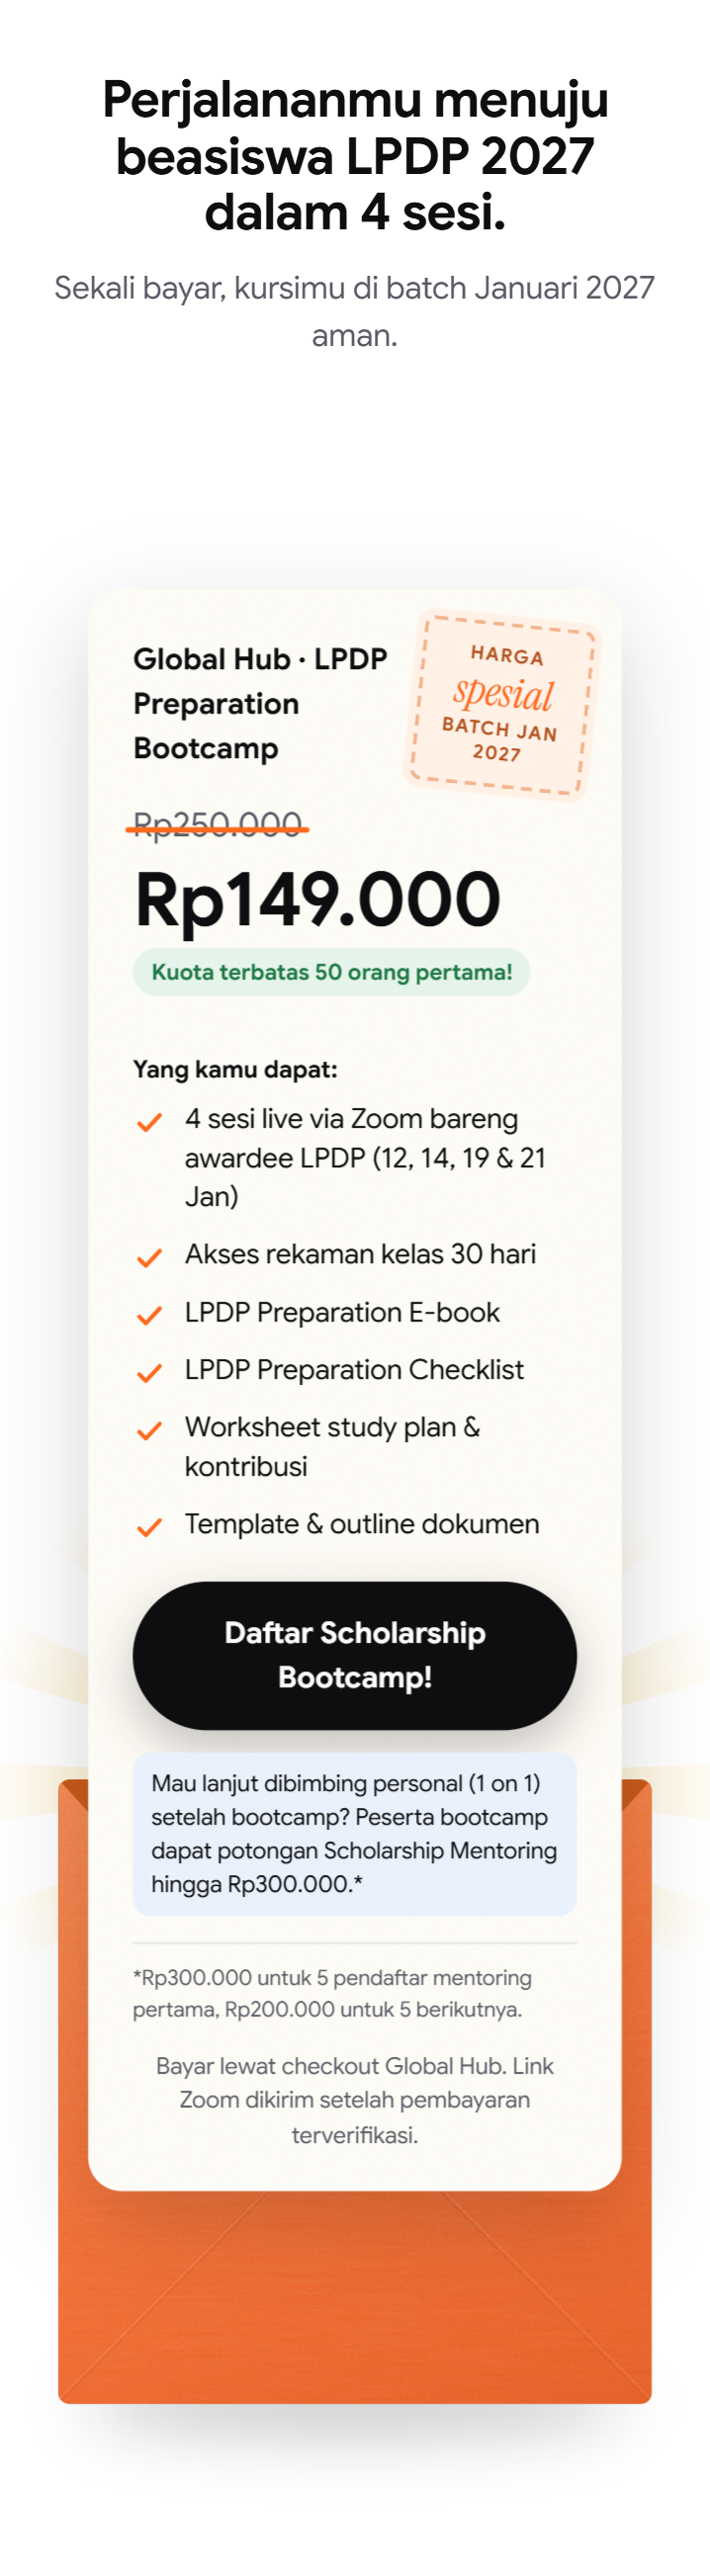 Perjalananmu menuju
beasiswa LPDP 2027
dalam 4 sesi.
Sekali bayar, kursimu di batch Januari 2027
aman.
Global Hub · LPDP
Preparation
Bootcamp
HARGA
spesial
BATCH JAN
2027
Rp250.000
Rp149.000
Kuota terbatas 50 orang pertama!
Yang kamu dapat:
4 sesi live via Zoom bareng
awardee LPDP (12, 14, 19 & 21
Jan)
Akses rekaman kelas 30 hari
LPDP Preparation E-book
LPDP Preparation Checklist
Worksheet study plan &
kontribusi
Template & outline dokumen
Daftar Scholarship
Bootcamp!
Mau lanjut dibimbing personal (1 on 1)
setelah bootcamp? Peserta bootcamp
dapat potongan Scholarship Mentoring
hingga Rp300.000.*
*Rp300.000 untuk 5 pendaftar mentoring
pertama, Rp200.000 untuk 5 berikutnya.
Bayar lewat checkout Global Hub. Link
Zoom dikirim setelah pembayaran
terverifikasi.